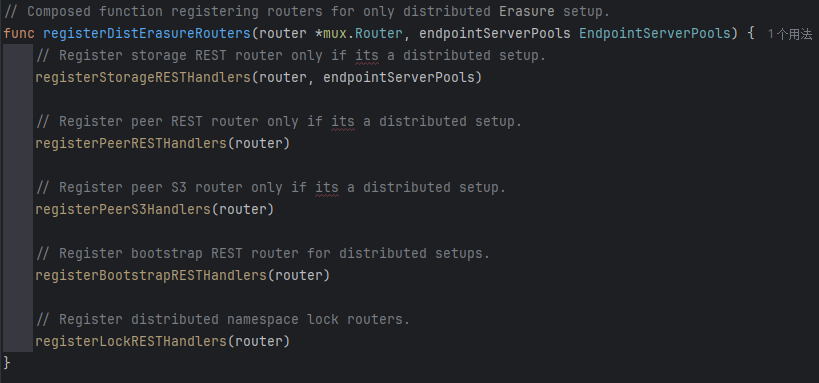 // Composed function registering routers for only distributed Erasure setup.
func registerDistErasureRouters(router *mux.Router, endpointServerPools EndpointServerPools) { 1个用法
// Register storage REST router only if its a distributed setup.
registerStorageRESTHandlers(router, endpointServerPools)
// Register peer REST router only if its a distributed setup.
registerPeerRESTHandlers(router)
// Register peer S3 router only if its a distributed setup.
registerPeerS3Handlers(router)
// Register bootstrap REST router for distributed setups.
registerBootstrapRESTHandlers(router)
// Register distributed namespace lock routers.
registerLockRESTHandlers(router)
}